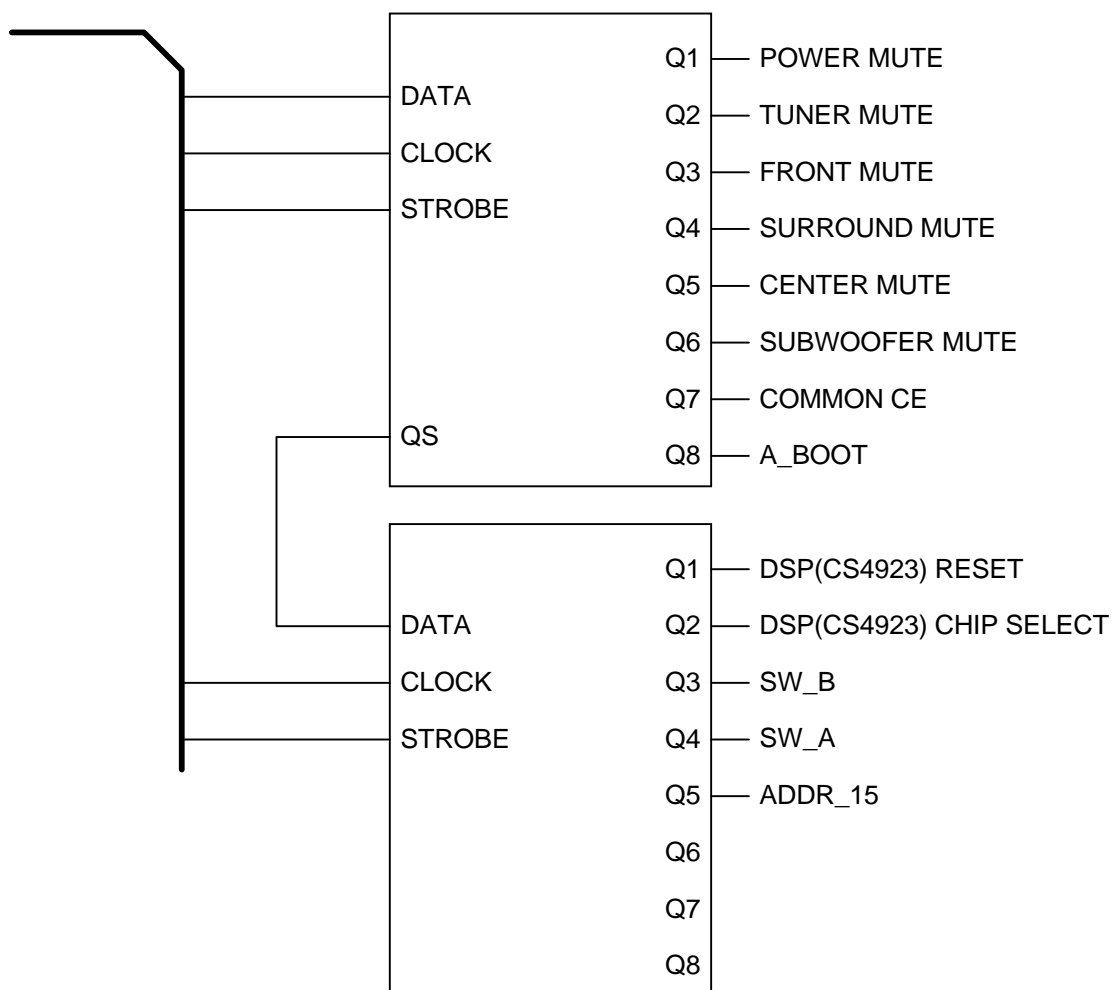 Q1 POWER MUTE
DATA
Q2 TUNER MUTE
CLOCK
Q3 FRONT MUTE
STROBE
Q4 SURROUND MUTE
Q5 CENTER MUTE
Q6 SUBWOOFER MUTE
Q7 COMMON CE
QS
Q8 A_BOOT
Q1 DSP(CS4923) RESET
DATA
Q2 DSP(CS4923) CHIP SELECT
CLOCK
Q3 SW_B
STROBE
Q4 SW_A
Q5 ADDR_15
Q6
Q7
Q8